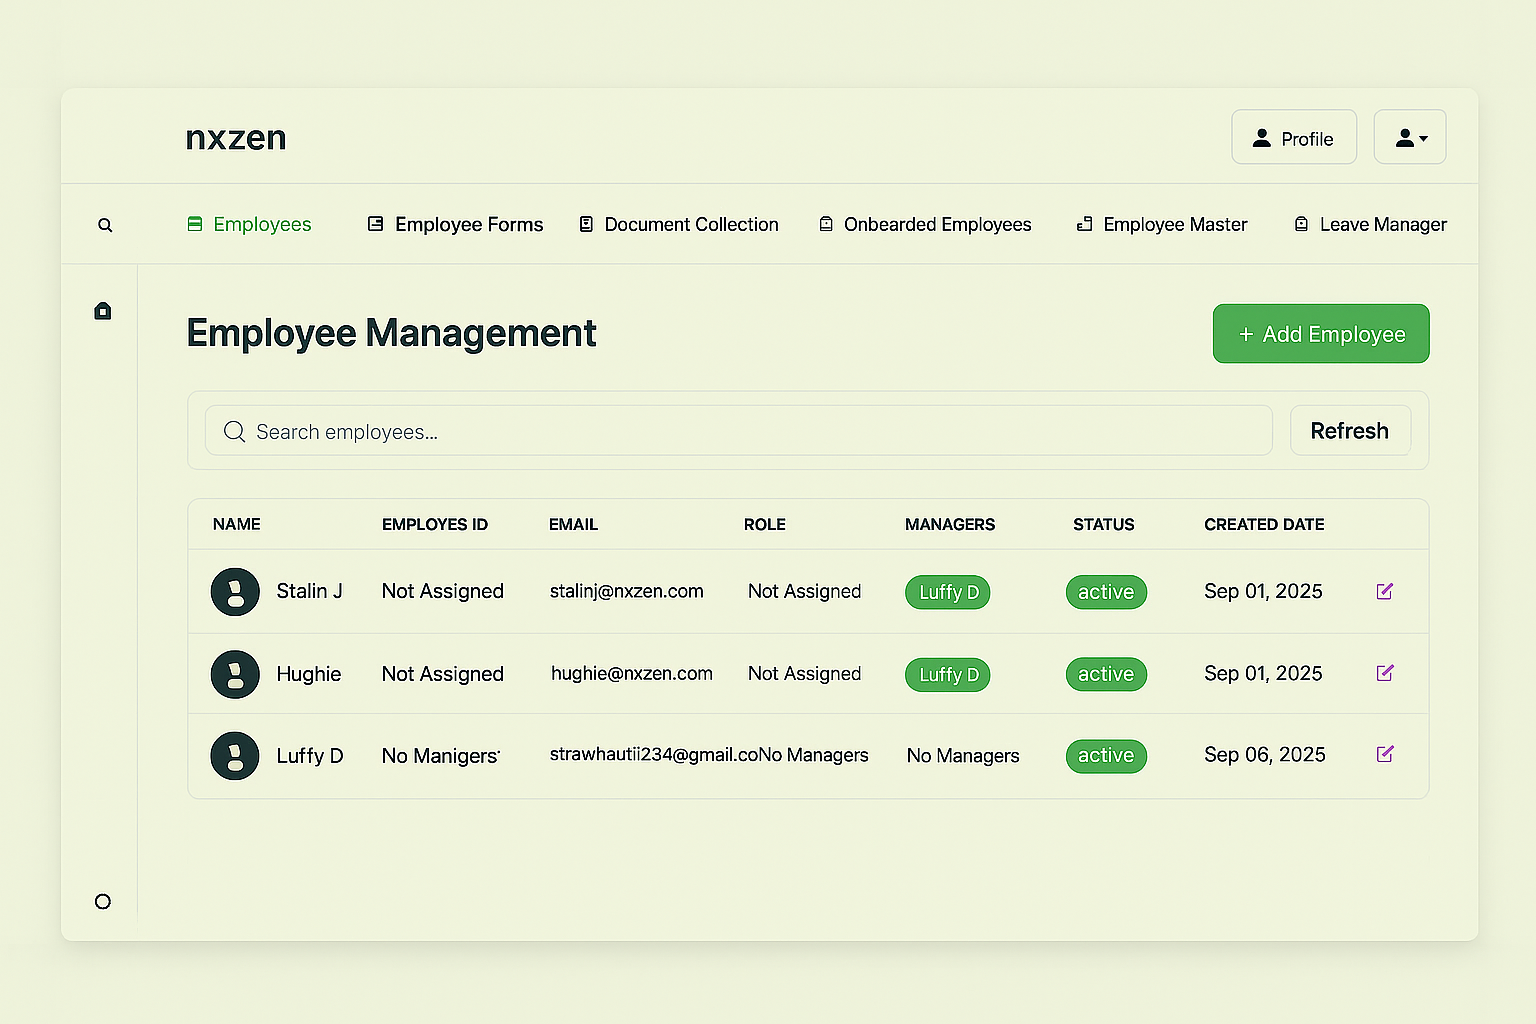 nxzen
Profile
Employees Employee Forms Document Collection Onbearded Employees Employee Master Leave Manager
Employee Management
+ Add Employee
Search employees...
Refresh
NAME EMPLOYES ID EMAIL ROLE MANAGERS STATUS CREATED DATE
Stalin J Not Assigned stalinj@nxzen.com Not Assigned Luffy D active Sep 01, 2025
Hughie Not Assigned hughie@nxzen.com Not Assigned Luffy D active Sep 01, 2025
Luffy D No Manigers strawhautii234@gmail.coNo Managers No Managers active Sep 06, 2025